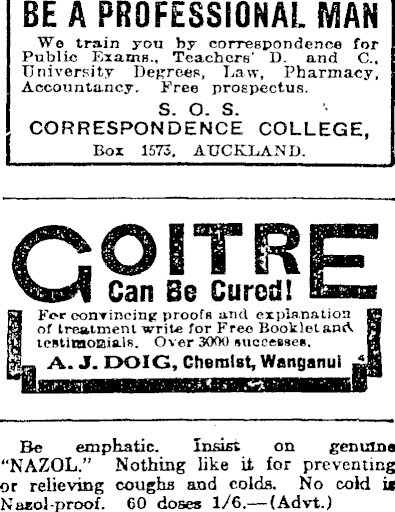 BE A PROFESSIONAL MAN
We train you by correspondence for
Public Exams., Teachers' D. and C.,
University Degrees, Law, Pharmacy,
Accountancy. Free prospectus.
S. O. S.
CORRESPONDENCE COLLEGE,
Box 1573, AUCKLAND.
GOITRE
Can Be Cured!
For convincing proofs and explanation
of treatment write for Free Booklet and
testimonials. Over 3000 successes.
A. J. DOIG, Chemist, Wanganui
Be emphatic. Insist on genuine
"NAZOL." Nothing like it for preventing
or relieving coughs and colds. No cold is
Nazol-proof. 60 doses 1/6.—(Advt.)